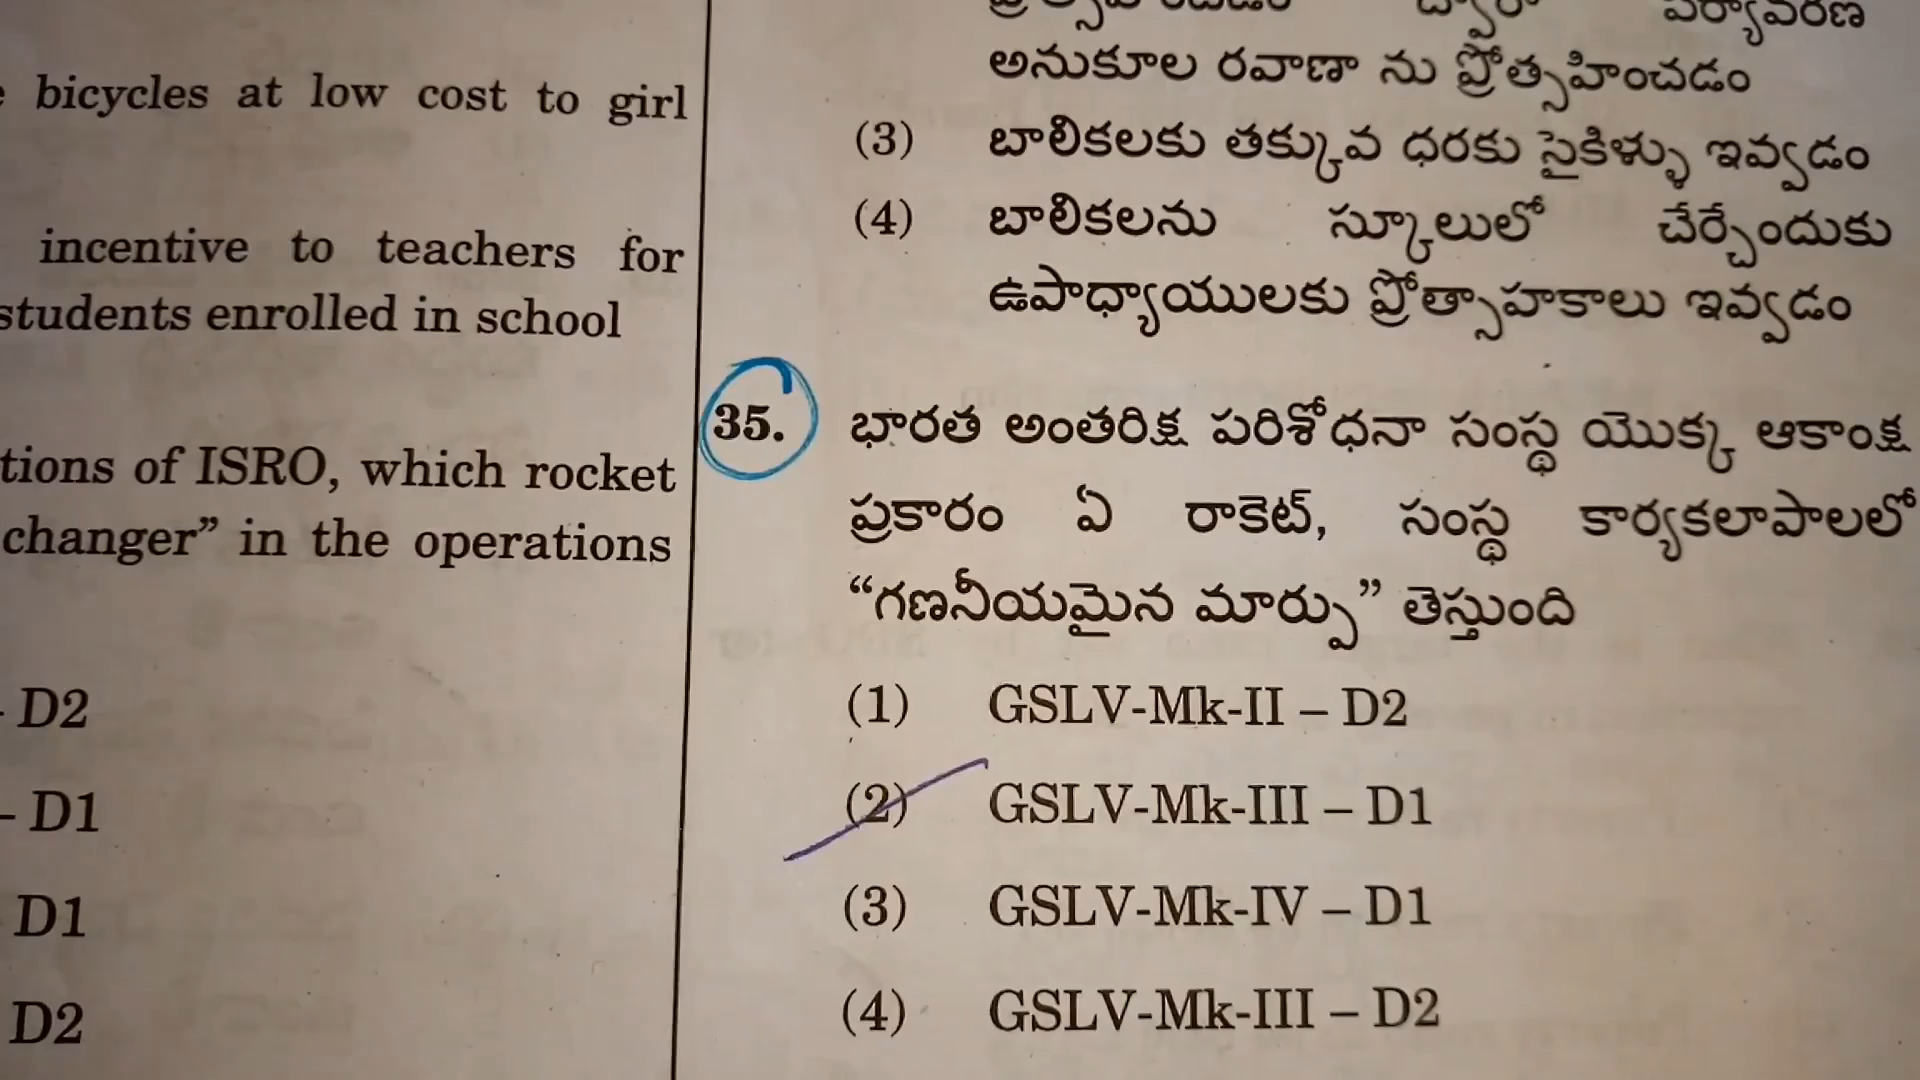 bicycles at low cost to girl
incentive to teachers for
students enrolled in school
tions of ISRO, which rocket
changer” in the operations
- D2
– D1
D1
D2
పర్యావరణ
అనుకూల రవాణా ను ప్రోత్సహించడం
(3) బాలికలకు తక్కువ ధరకు సైకిళ్ళు ఇవ్వడం
(4) బాలికలను స్కూలులో చేర్చేందుకు
ఉపాధ్యాయులకు ప్రోత్సాహకాలు ఇవ్వడం
35. భారత అంతరిక్ష పరిశోధనా సంస్థ యొక్క ఆకాంక్ష
ప్రకారం ఏ రాకెట్, సంస్థ కార్యకలాపాలలో
“గణనీయమైన మార్పు” తెస్తుంది
(1) GSLV-Mk-II – D2
(2) GSLV-Mk-III – D1
(3) GSLV-Mk-IV – D1
(4) GSLV-Mk-III – D2